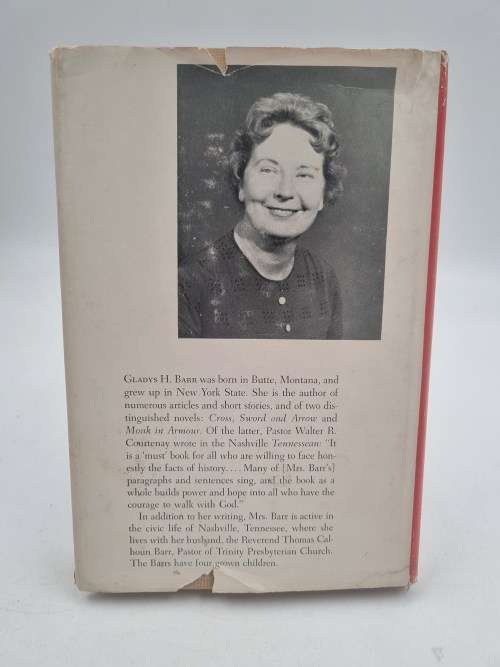 GLADYS H. BARR was born in Butte, Montana, and
grew up in New York State. She is the author of
numerous articles and short stories, and of two dis-
tinguished novels: Cross, Sword and Arrow and
Monk in Armour. Of the latter, Pastor Walter R.
Courtenay wrote in the Nashville Tennessean: "It
is a 'must' book for all who are willing to face hon-
estly the facts of history.... Many of [Mrs. Barr's]
paragraphs and sentences sing, and the book as a
whole builds power and hope into all who have the
courage to walk with God."
In addition to her writing, Mrs. Barr is active in
the civic life of Nashville, Tennessee, where she
lives with her husband, the Reverend Thomas Cal-
houn Barr, Pastor of Trinity Presbyterian Church.
The Barrs have four grown children.